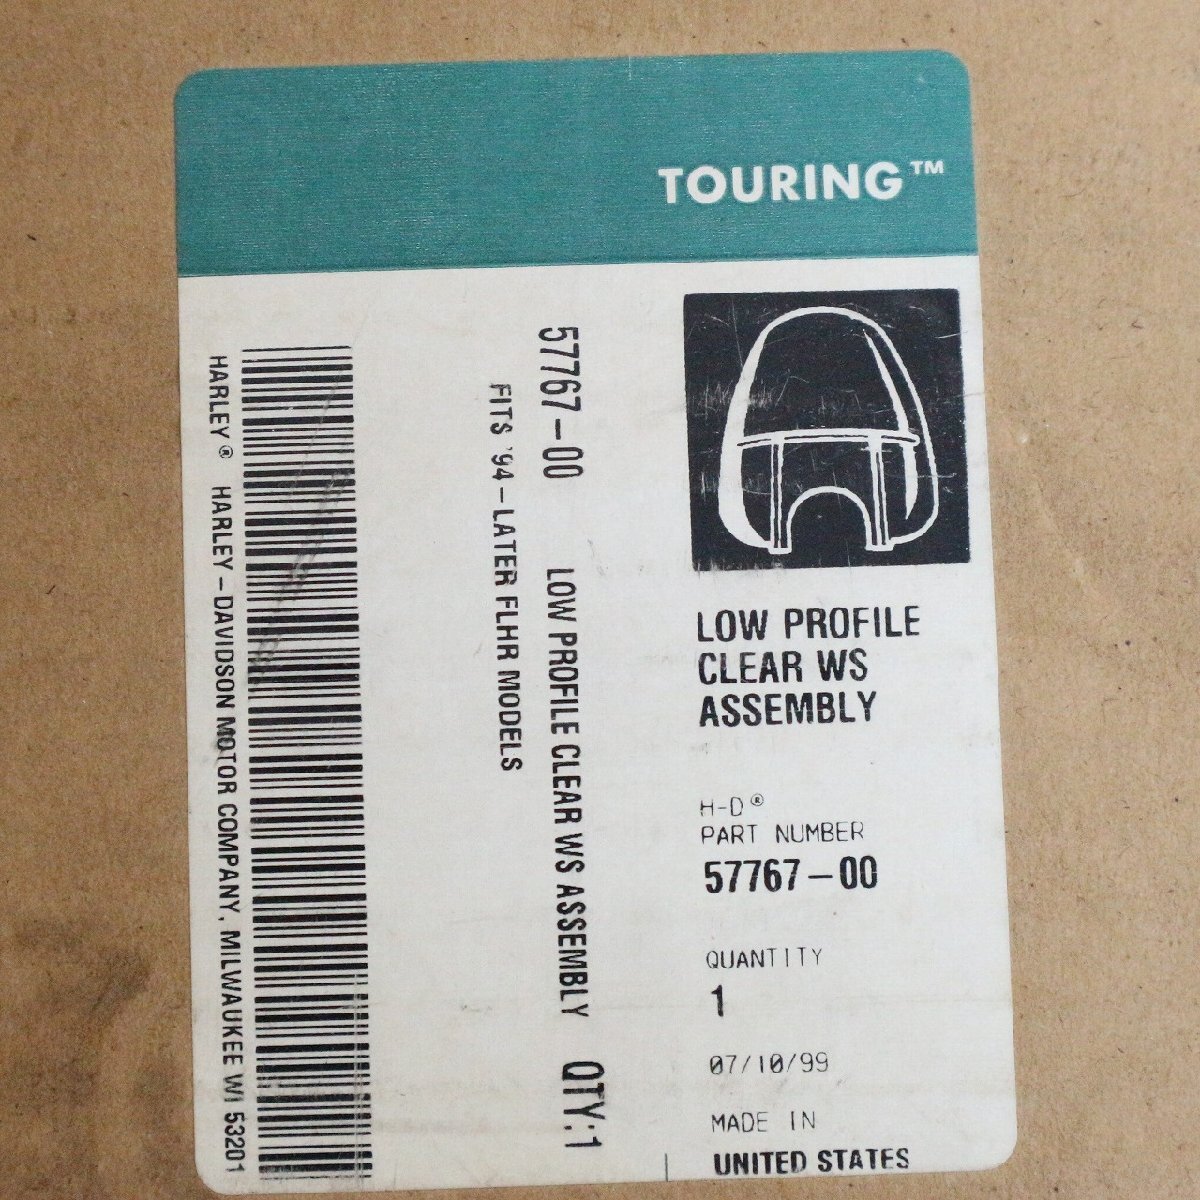 TOURING™
LOW PROFILE
CLEAR WS
ASSEMBLY
H-D®
PART NUMBER
57767-00
QUANTITY
1
07/10/99
MADE IN
UNITED STATES
57767-00 LOW PROFILE CLEAR WS ASSEMBLY QTY:1
FITS '94-LATER FLHR MODELS
HARLEY® HARLEY-DAVIDSON MOTOR COMPANY, MILWAUKEE WI 53201